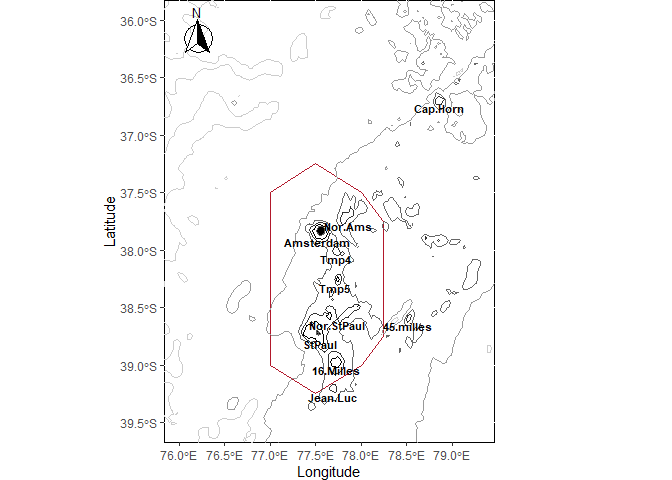 N
36.0°S
36.5°S
37.0°S
37.5°S
38.0°S
38.5°S
39.0°S
39.5°S
Latitude
Cap.Horn
Nor.Ams
Amsterdam
Tmp4
Tmp5
Nor.StPaul
45.milles
StPaul
16.Milles
Jean.Luc
76.0°E 76.5°E 77.0°E 77.5°E 78.0°E 78.5°E 79.0°E
Longitude